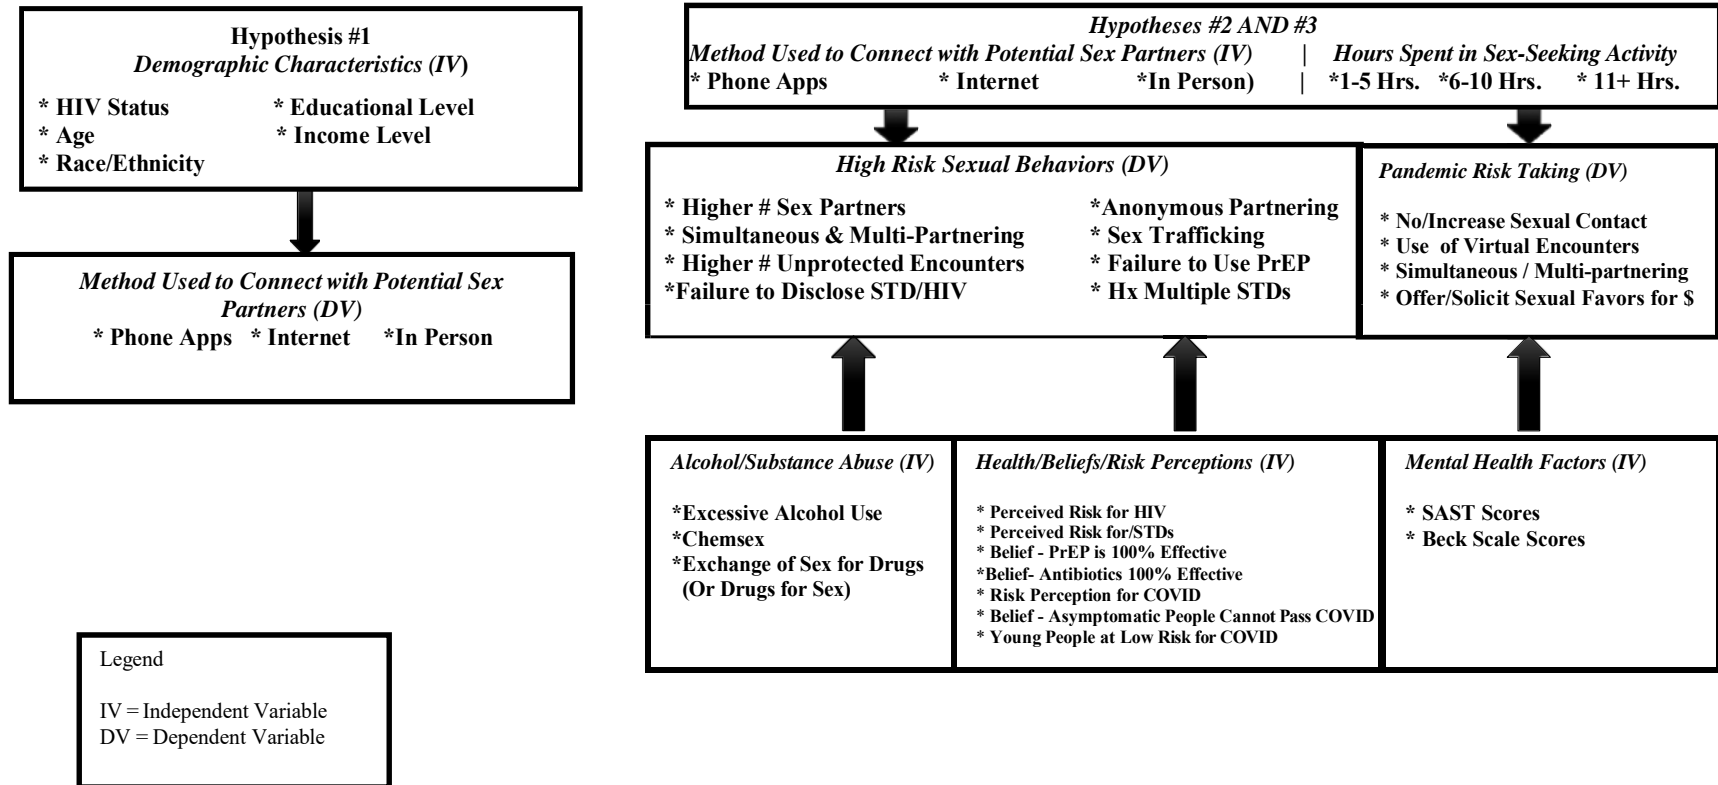 Hypothesis #1
Demographic Characteristics (IV)
* HIV Status * Educational Level
* Age * Income Level
* Race/Ethnicity
Method Used to Connect with Potential Sex
Partners (DV)
* Phone Apps * Internet *In Person
Legend
IV = Independent Variable
DV = Dependent Variable
Hypotheses #2 AND #3
Method Used to Connect with Potential Sex Partners (IV) | Hours Spent in Sex-Seeking Activity
* Phone Apps * Internet *In Person) | *1-5 Hrs. *6-10 Hrs. * 11+ Hrs.
High Risk Sexual Behaviors (DV)
* Higher # Sex Partners *Anonymous Partnering
* Simultaneous & Multi-Partnering * Sex Trafficking
* Higher # Unprotected Encounters * Failure to Use PrEP
*Failure to Disclose STD/HIV * Hx Multiple STDs
Pandemic Risk Taking (DV)
* No/Increase Sexual Contact
* Use of Virtual Encounters
* Simultaneous / Multi-partnering
* Offer/Solicit Sexual Favors for $
Alcohol/Substance Abuse (IV)
*Excessive Alcohol Use
*Chemsex
*Exchange of Sex for Drugs
(Or Drugs for Sex)
Health/Beliefs/Risk Perceptions (IV)
* Perceived Risk for HIV
* Perceived Risk for/STDs
* Belief - PrEP is 100% Effective
*Belief- Antibiotics 100% Effective
* Risk Perception for COVID
* Belief - Asymptomatic People Cannot Pass COVID
* Young People at Low Risk for COVID
Mental Health Factors (IV)
* SAST Scores
* Beck Scale Scores